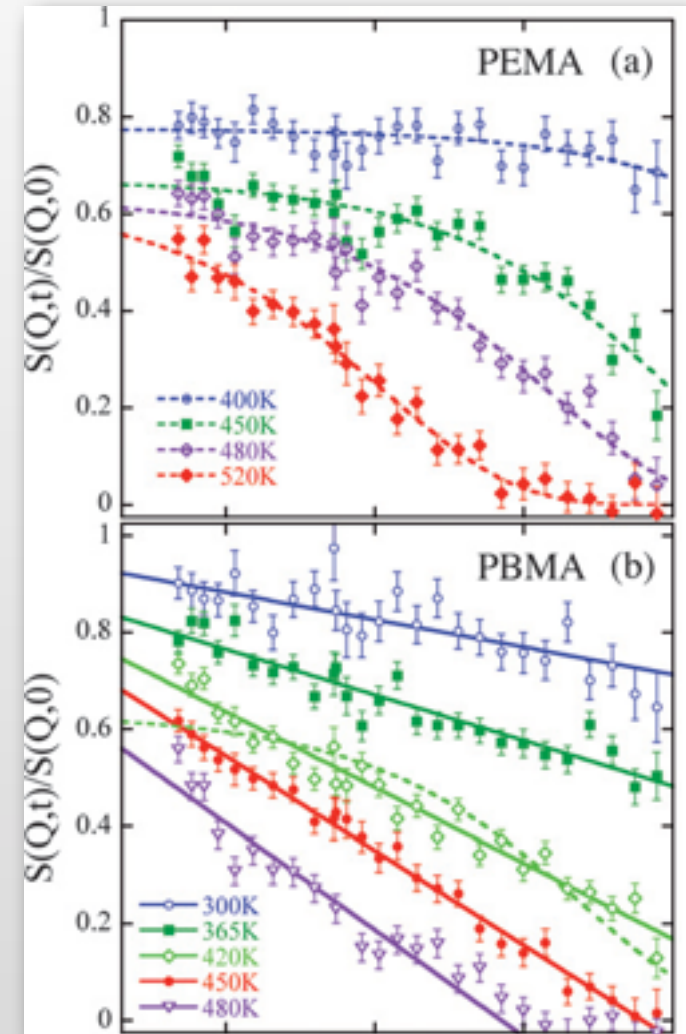 1
PEMA (a)
0.8
0.6
S(Q,t)/S(Q,0)
0.4
400K
450K
0.2
480K
520K
0
1
PBMA (b)
0.8
0.6
S(Q,t)/S(Q,0)
0.4
300K
365K
0.2
420K
450K
480K
0